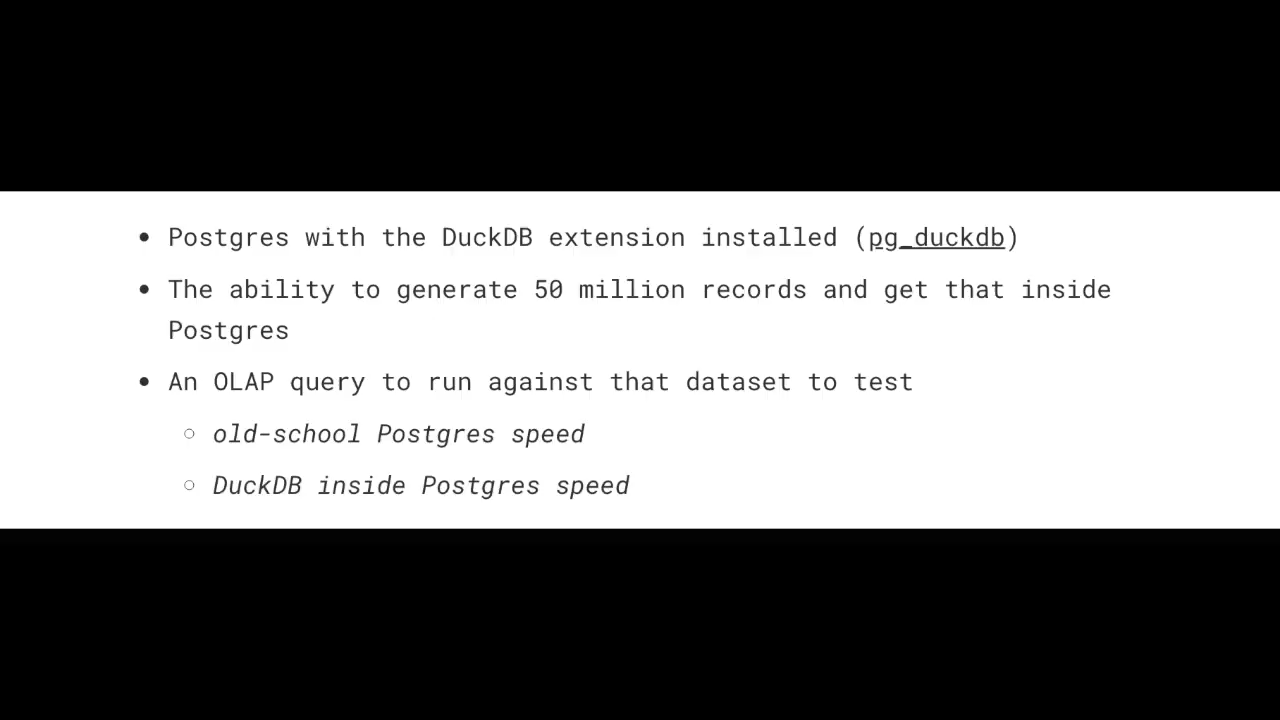 • Postgres with the DuckDB extension installed (pg_duckdb)
• The ability to generate 50 million records and get that inside
Postgres
• An OLAP query to run against that dataset to test
○ old-school Postgres speed
○ DuckDB inside Postgres speed